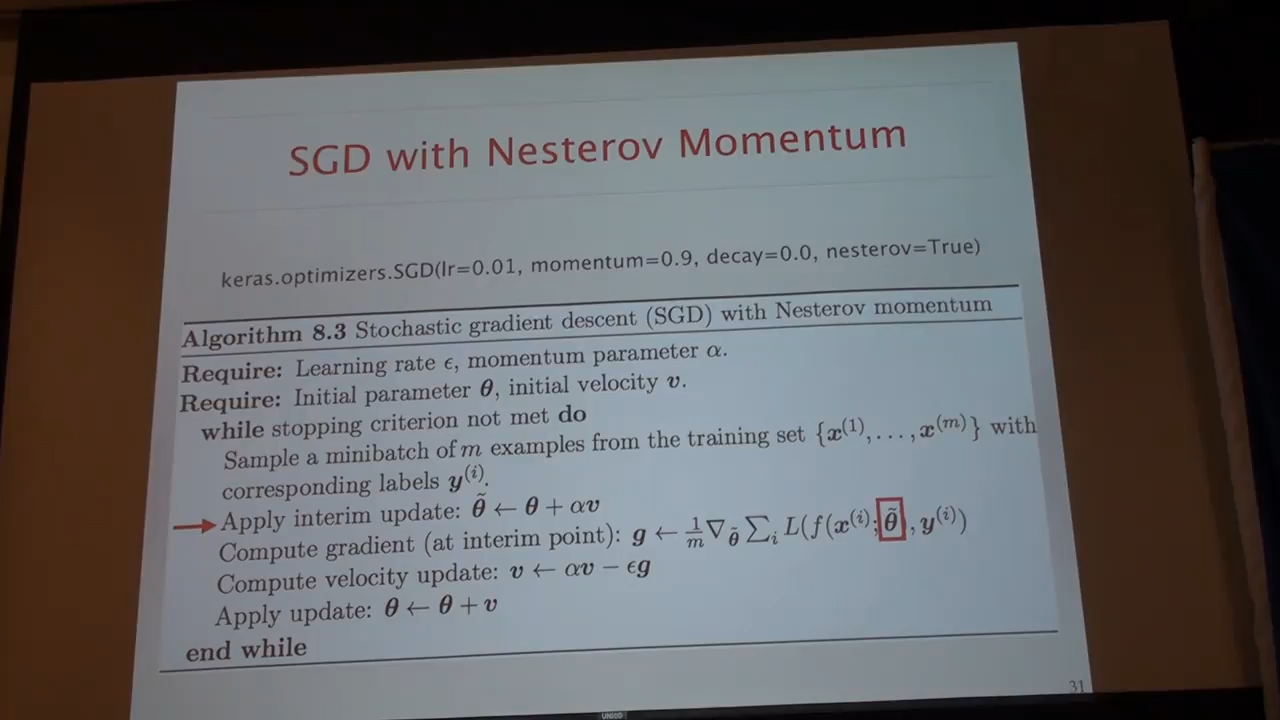 SGD with Nesterov Momentum
keras.optimizers.SGD(lr=0.01, momentum=0.9, decay=0.0, nesterov=True)
Algorithm 8.3 Stochastic gradient descent (SGD) with Nesterov momentum
Require: Learning rate ϵ, momentum parameter α.
Require: Initial parameter θ, initial velocity v.
while stopping criterion not met do
Sample a minibatch of m examples from the training set {x⁽¹⁾, . . . , x⁽ᵐ⁾} with
corresponding labels y⁽ⁱ⁾.
Apply interim update: θ̃ ← θ + αv
Compute gradient (at interim point): g ← 1/m ∇_θ̃ ∑ᵢ L(f(x⁽ⁱ⁾; θ̃), y⁽ⁱ⁾)
Compute velocity update: v ← αv − ϵg
Apply update: θ ← θ + v
end while
31